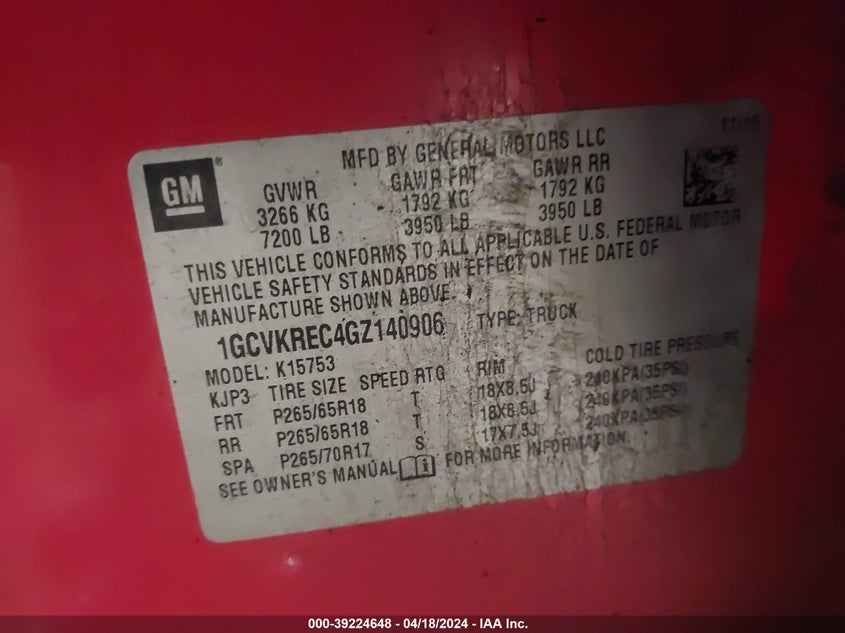 11/15
MFD BY GENERAL MOTORS LLC
GM®
GVWR GAWR FRT GAWR RR
3266 KG 1792 KG 1792 KG
7200 LB 3950 LB 3950 LB
THIS VEHICLE CONFORMS TO ALL APPLICABLE U.S. FEDERAL MOTOR
VEHICLE SAFETY STANDARDS IN EFFECT ON THE DATE OF
MANUFACTURE SHOWN ABOVE.
1GCVKREC4GZ140906 TYPE: TRUCK
MODEL: K15753
KJP3 TIRE SIZE SPEED RTG RIM COLD TIRE PRESSURE
FRT P265/65R18 T 18X8.5J 240KPA(35PSI)
RR P265/65R18 T 18X8.5J 240KPA(35PSI)
SPA P265/70R17 S 17X7.5J 240KPA(35PSI)
SEE OWNER'S MANUAL FOR MORE INFORMATION.
000-39224648 - 04/18/2024 - IAA Inc.